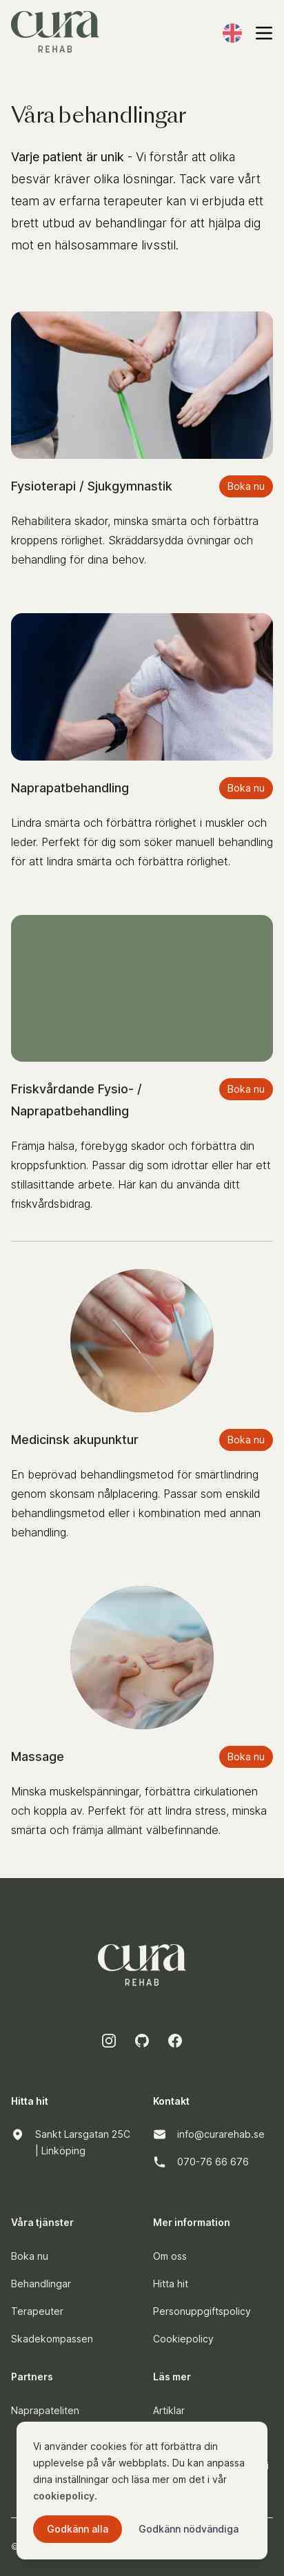 cura
REHAB
Våra behandlingar
Varje patient är unik - Vi förstår att olika
besvär kräver olika lösningar. Tack vare vårt
team av erfarna terapeuter kan vi erbjuda ett
brett utbud av behandlingar för att hjälpa dig
mot en hälsosammare livsstil.
Fysioterapi / Sjukgymnastik
Boka nu
Rehabilitera skador, minska smärta och förbättra
kroppens rörlighet. Skräddarsydda övningar och
behandling för dina behov.
Naprapatbehandling
Boka nu
Lindra smärta och förbättra rörlighet i muskler och
leder. Perfekt för dig som söker manuell behandling
för att lindra smärta och förbättra rörlighet.
Friskvårdande Fysio- /
Naprapatbehandling
Boka nu
Främja hälsa, förebygg skador och förbättra din
kroppsfunktion. Passar dig som idrottar eller har ett
stillasittande arbete. Här kan du använda ditt
friskvårdsbidrag.
Medicinsk akupunktur
Boka nu
En beprövad behandlingsmetod för smärtlindring
genom skonsam nålplacering. Passar som enskild
behandlingsmetod eller i kombination med annan
behandling.
Massage
Boka nu
Minska muskelspänningar, förbättra cirkulationen
och koppla av. Perfekt för att lindra stress, minska
smärta och främja allmänt välbefinnande.
cura
REHAB
Hitta hit
Sankt Larsgatan 25C
| Linköping
Kontakt
info@curarehab.se
070-76 66 676
Våra tjänster
Boka nu
Behandlingar
Terapeuter
Skadekompassen
Mer information
Om oss
Hitta hit
Personuppgiftspolicy
Cookiepolicy
Partners
Naprapateliten
Läs mer
Artiklar
Vi använder cookies för att förbättra din
upplevelse på vår webbplats. Du kan anpassa
dina inställningar och läsa mer om det i vår
cookiepolicy.
Godkänn alla
Godkänn nödvändiga
©